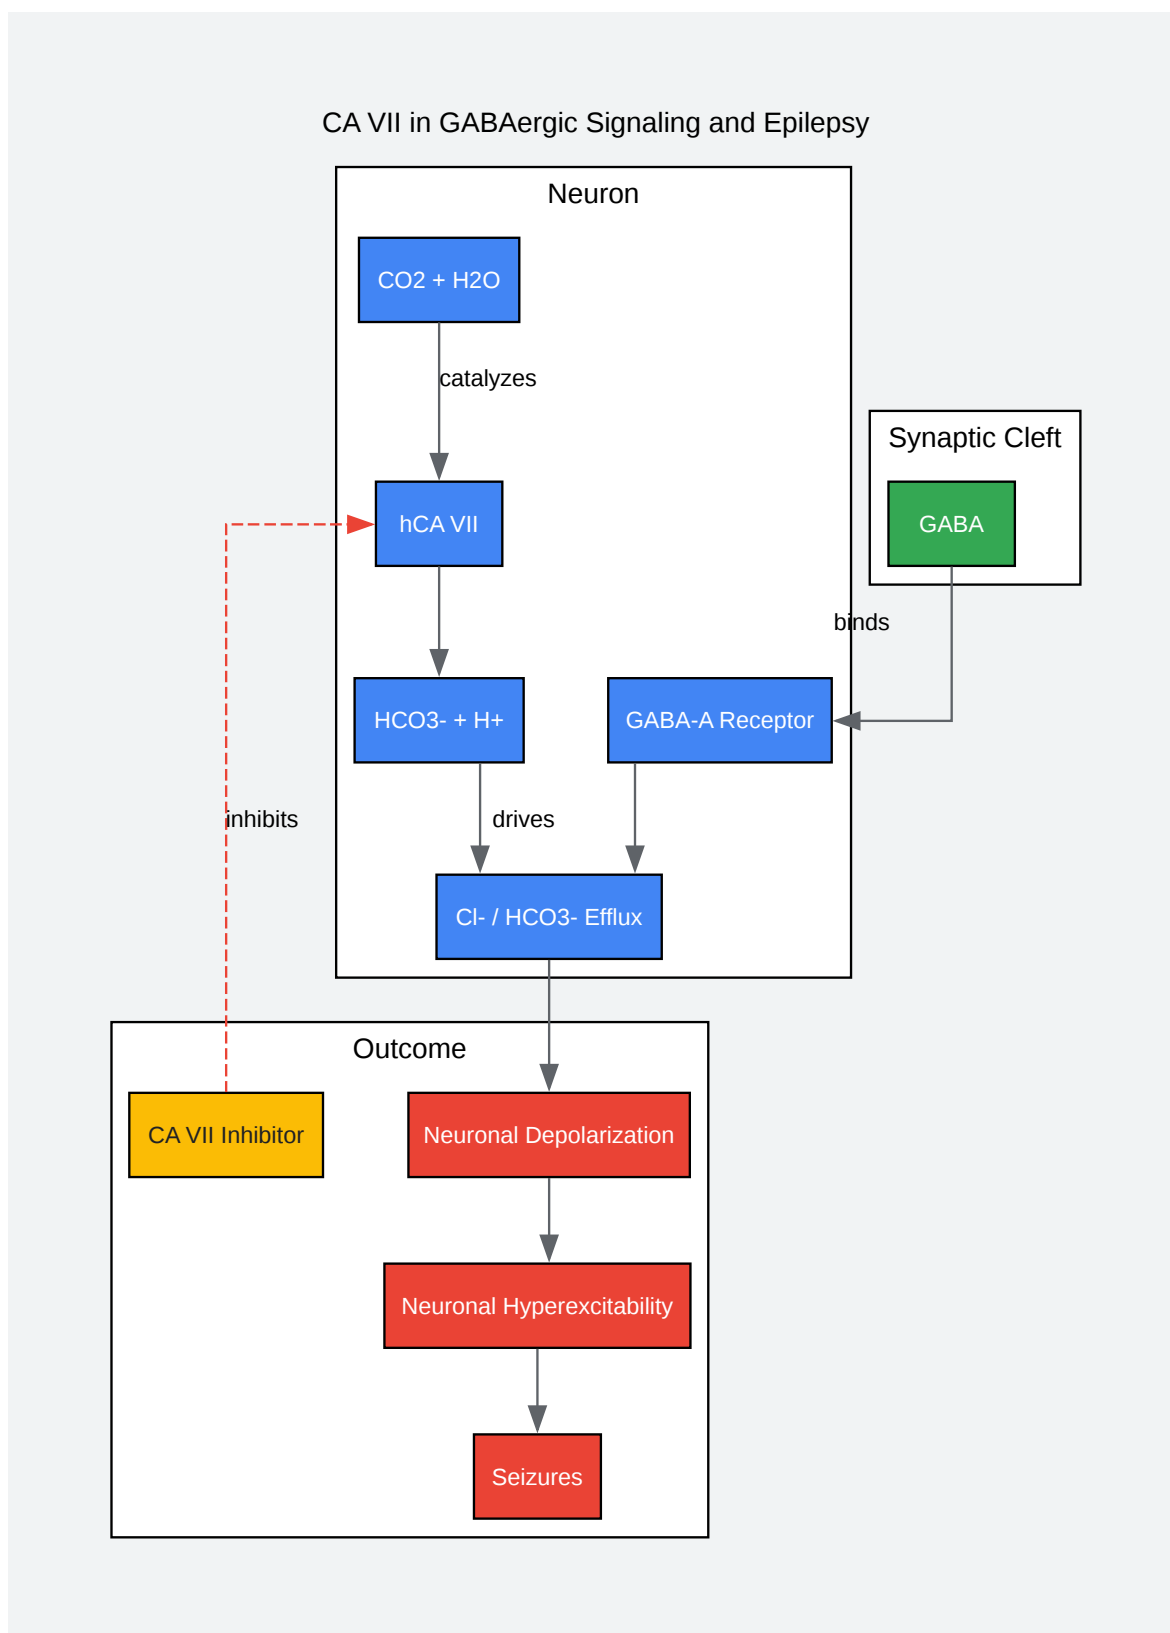 CA VII in GABAergic Signaling and Epilepsy
Neuron
CO2 + H2O
catalyzes
Synaptic Cleft
hCA VII
GABA
binds
HCO3- + H+
GABA-A Receptor
inhibits
drives
Cl- / HCO3- Efflux
Outcome
CA VII Inhibitor
Neuronal Depolarization
Neuronal Hyperexcitability
Seizures